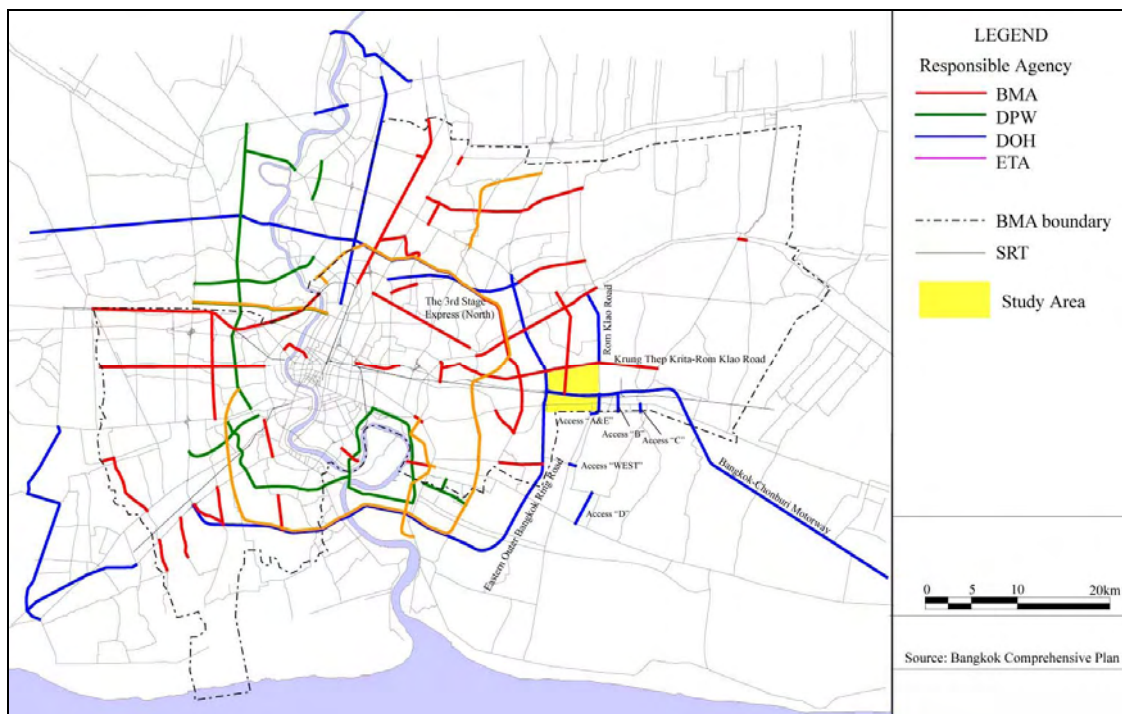 LEGEND
Responsible Agency
BMA
DPW
DOH
ETA
BMA boundary
SRT
Study Area
The 3rd Stage
Express (North)
Rom Klao Road
Krung Thep Krita-Rom Klao Road
Access "A&E"
Access "B"
Access "C"
Access "WEST"
Access "D"
Eastern Outer Bangkok Ring Road
Bangkok-Chonburi Motorway
0 5 10 20km
Source: Bangkok Comprehensive Plan